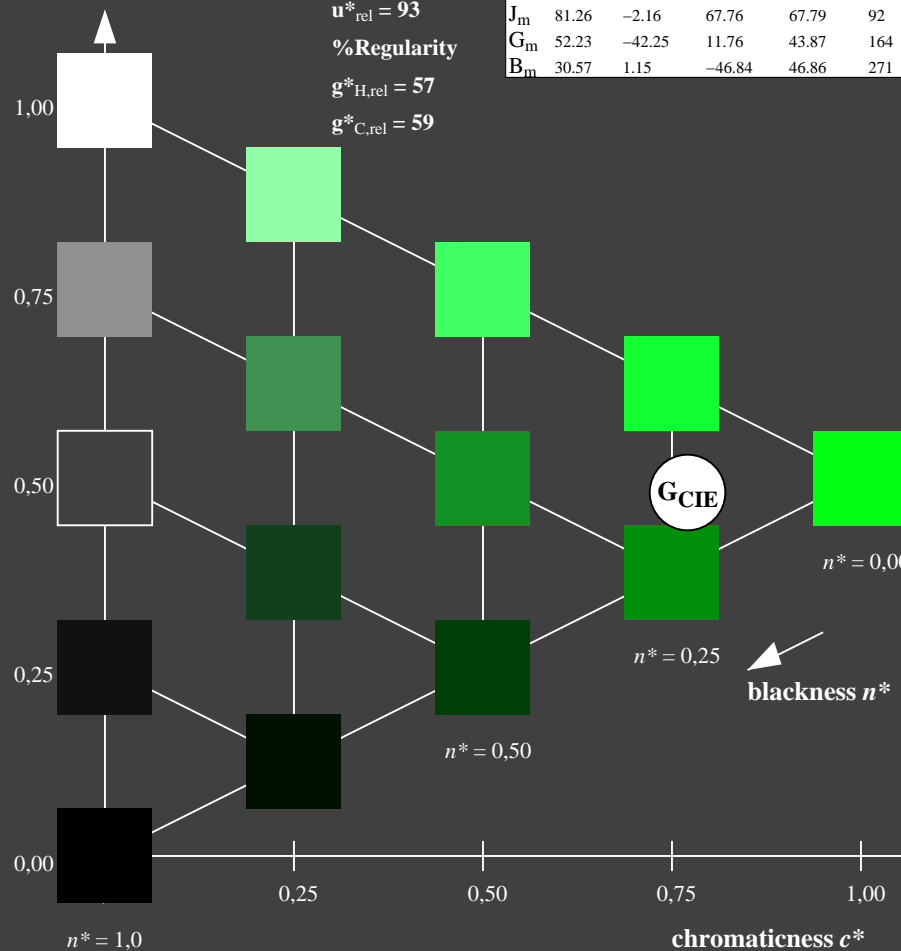 u*rel = 93
%Regularity
g*H,rel = 57
g*C,rel = 59
Jm 81.26 −2.16 67.76 67.79 92
Gm 52.23 −42.25 11.76 43.87 164
Bm 30.57 1.15 −46.84 46.86 271
1,00
0,75
0,50
GCIE
n* = 0,00
n* = 0,25
0,25
blackness n*
n* = 0,50
0,00
0,25 0,50 0,75 1,00
n* = 1,0
chromaticness c*